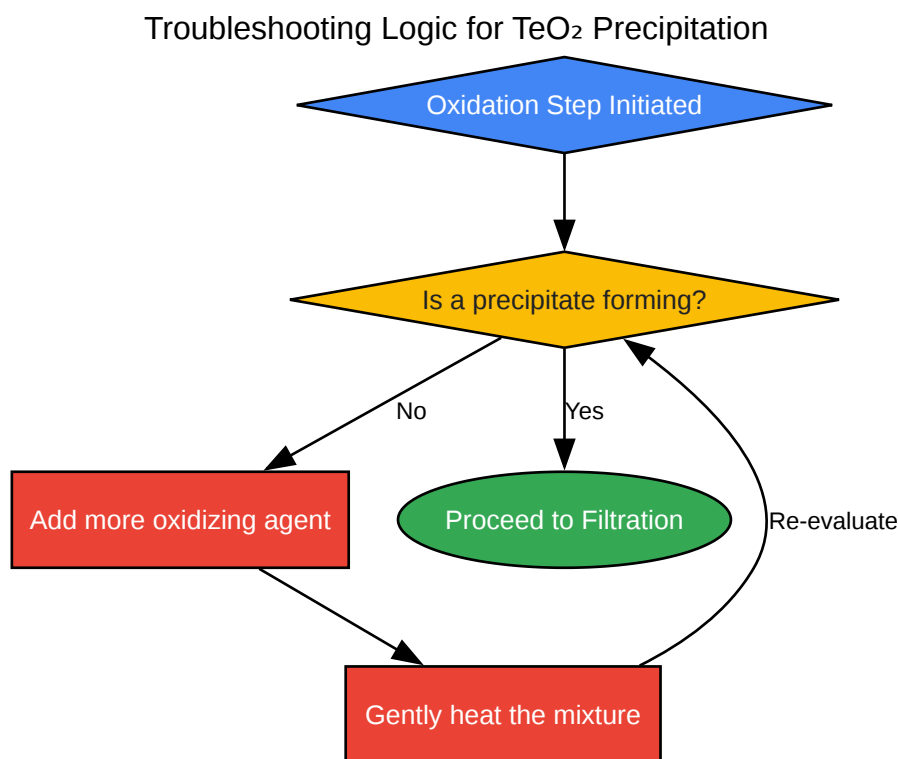 Troubleshooting Logic for TeO₂ Precipitation
Oxidation Step Initiated
Is a precipitate forming?
No
Yes
Add more oxidizing agent
Proceed to Filtration
Re-evaluate
Gently heat the mixture